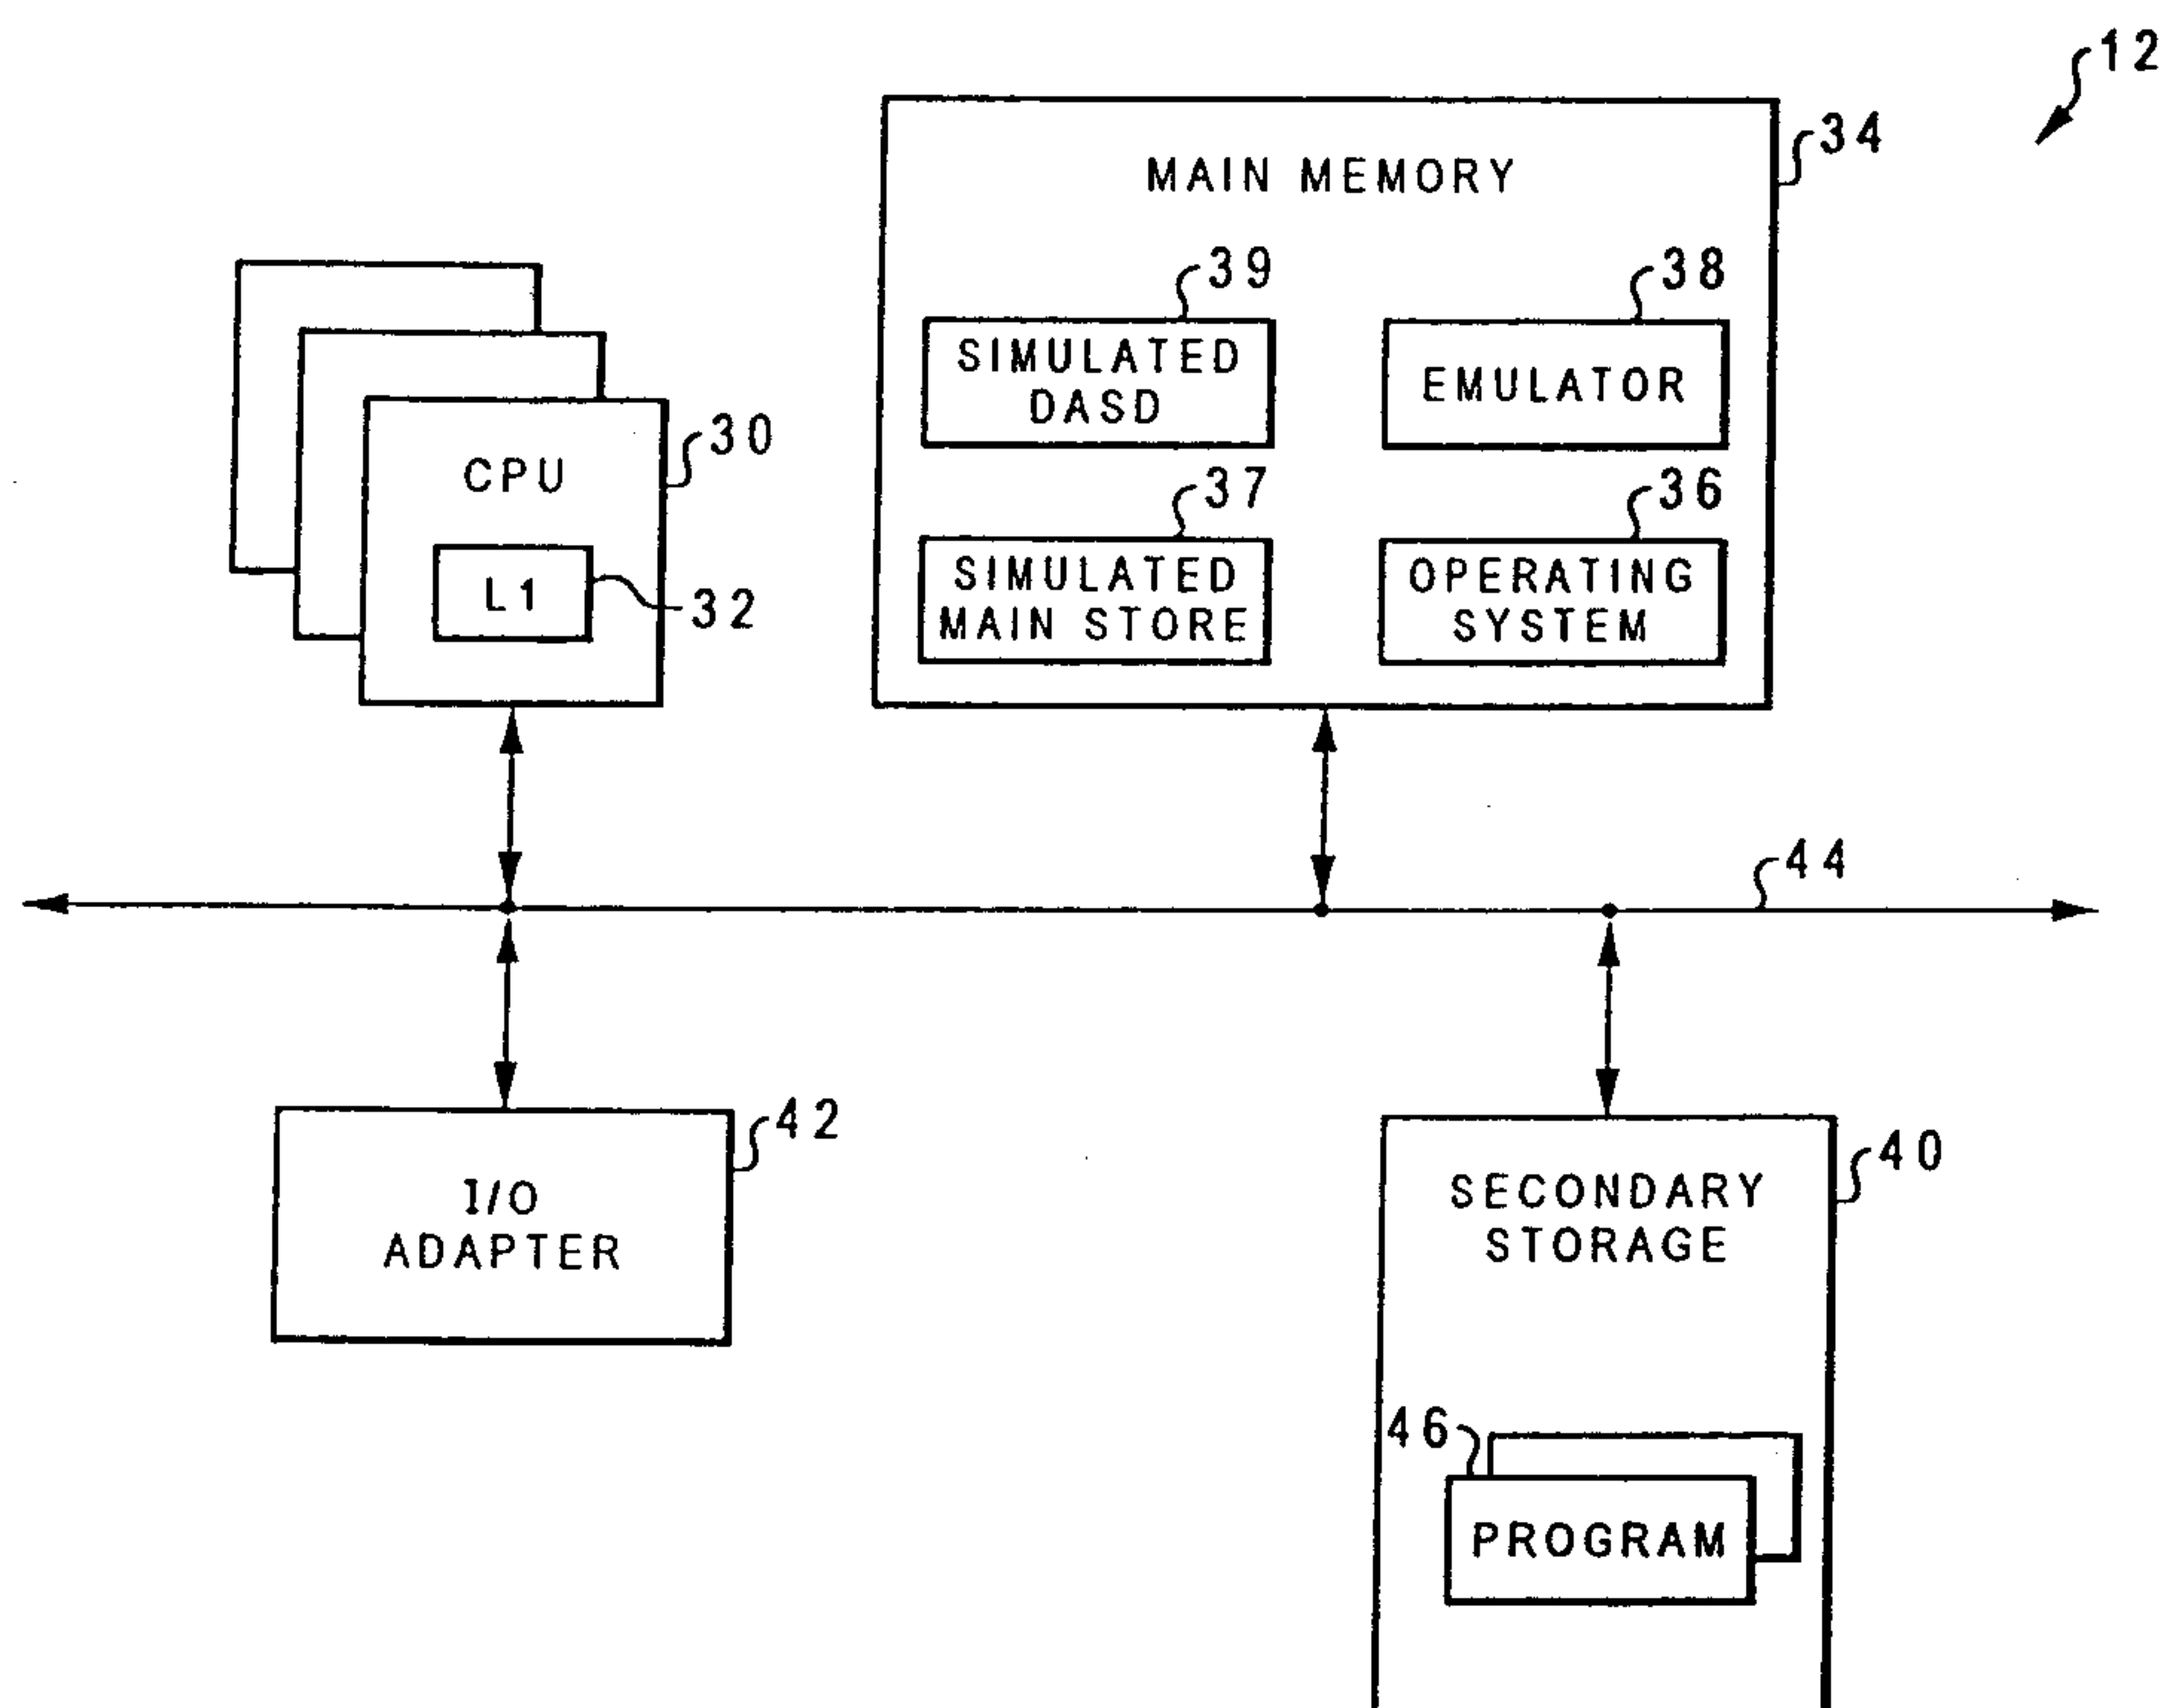 12
34
MAIN MEMORY
39
38
SIMULATED
DASD
EMULATOR
30
CPU
37
36
L1
32
SIMULATED
MAIN STORE
OPERATING
SYSTEM
44
42
I/O
ADAPTER
40
SECONDARY
STORAGE
46
PROGRAM